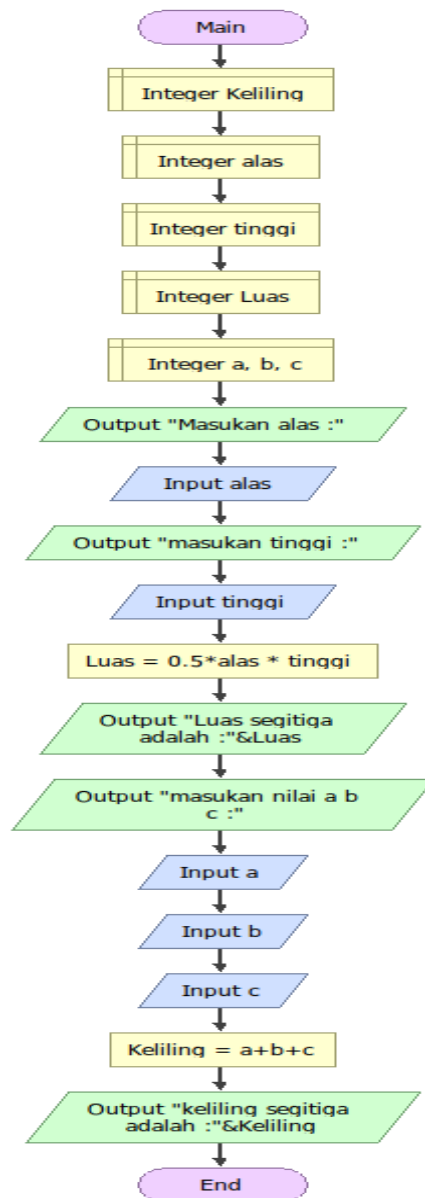 Main
Integer Keliling
Integer alas
Integer tinggi
Integer Luas
Integer a, b, c
Output "Masukan alas :"
Input alas
Output "masukan tinggi :"
Input tinggi
Luas = 0.5*alas * tinggi
Output "Luas segitiga
adalah :"&Luas
Output "masukan nilai a b
c :"
Input a
Input b
Input c
Keliling = a+b+c
Output "keliling segitiga
adalah :"&Keliling
End